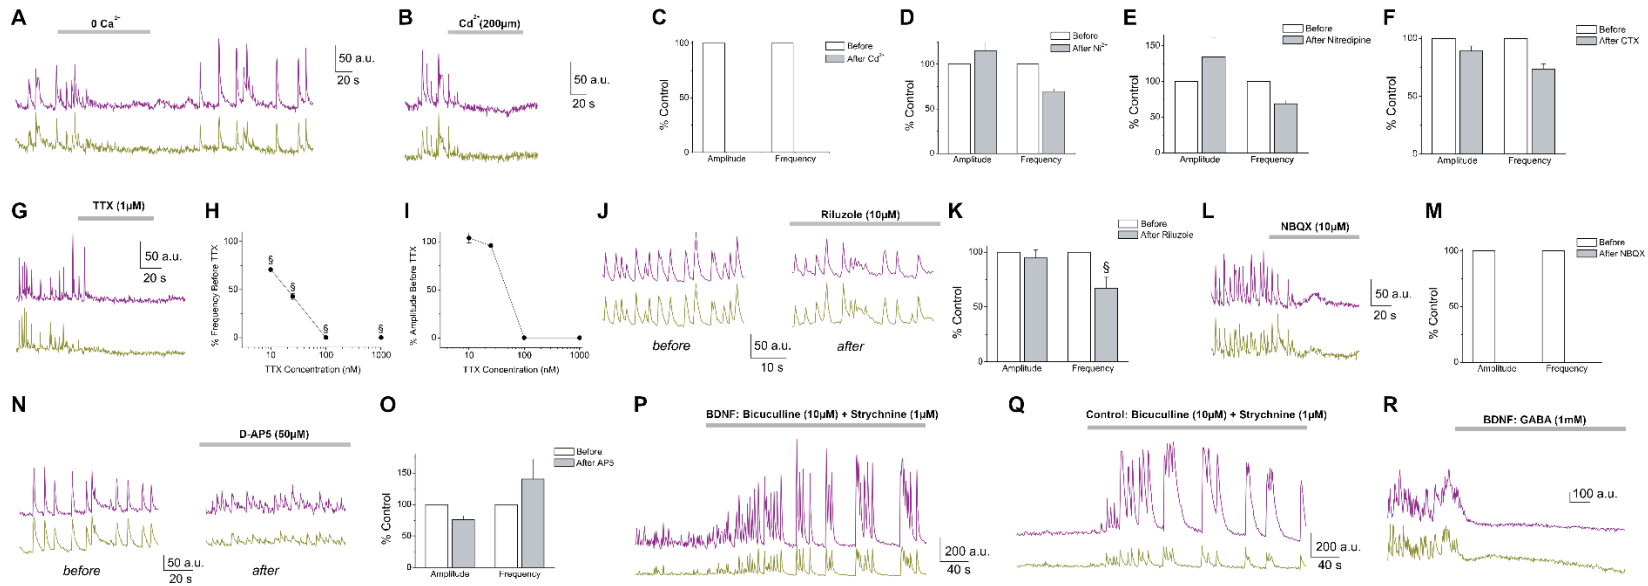 A
0 Ca²⁺
50 a.u.
20 s
B
Cd²⁺(200µm)
50 a.u.
20 s
C
% Control
100
50
0
Amplitude
Frequency
Before
After Cd²⁺
D
% Control
100
50
0
Amplitude
Frequency
Before
After Ni²⁺
E
% Control
150
100
50
0
Amplitude
Frequency
Before
After Nitredipine
F
% Control
100
50
0
Amplitude
Frequency
Before
After CTX
G
TTX (1µM)
50 a.u.
20 s
H
% Frequency Before TTX
100
50
0
§
§
§
§
10
100
1000
TTX Concentration (nM)
I
% Amplitude Before TTX
100
50
0
10
100
1000
TTX Concentration (nM)
J
Riluzole (10µM)
before
50 a.u.
10 s
after
K
Before
After Riluzole
% Control
100
50
0
§
Amplitude
Frequency
L
NBQX (10µM)
50 a.u.
20 s
M
% Control
100
50
0
Amplitude
Frequency
Before
After NBQX
N
D-AP5 (50µM)
before
50 a.u.
20 s
after
O
Before
After AP5
% Control
150
100
50
0
Amplitude
Frequency
P
BDNF: Bicuculline (10µM) + Strychnine (1µM)
200 a.u.
40 s
Q
Control: Bicuculline (10µM) + Strychnine (1µM)
200 a.u.
40 s
R
BDNF: GABA (1mM)
100 a.u.